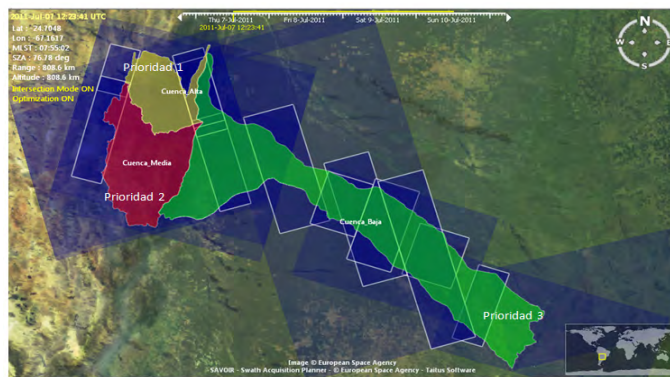 2011-Jul-07 12:23:41 UTC
Thu 7-Jul-2011 Fri 8-Jul-2011 Sat 9-Jul-2011 Sun 10-Jul-2011
2011-Jul-07 12:23:41
Lat : -24.7048
Lon : -67.1617
MLST : 07:55:02
SZA : 76.78 deg
Range : 808.6 km
Altitude : 808.6 km
Intersection Mode ON
Optimization ON
N
W E
S
Prioridad 1
Cuenca_Alta
Cuenca_Media
Prioridad 2
Cuenca_Baja
Prioridad 3
Image © European Space Agency
SAVOIR - Swath Acquisition Planner - © European Space Agency - Taitus Software